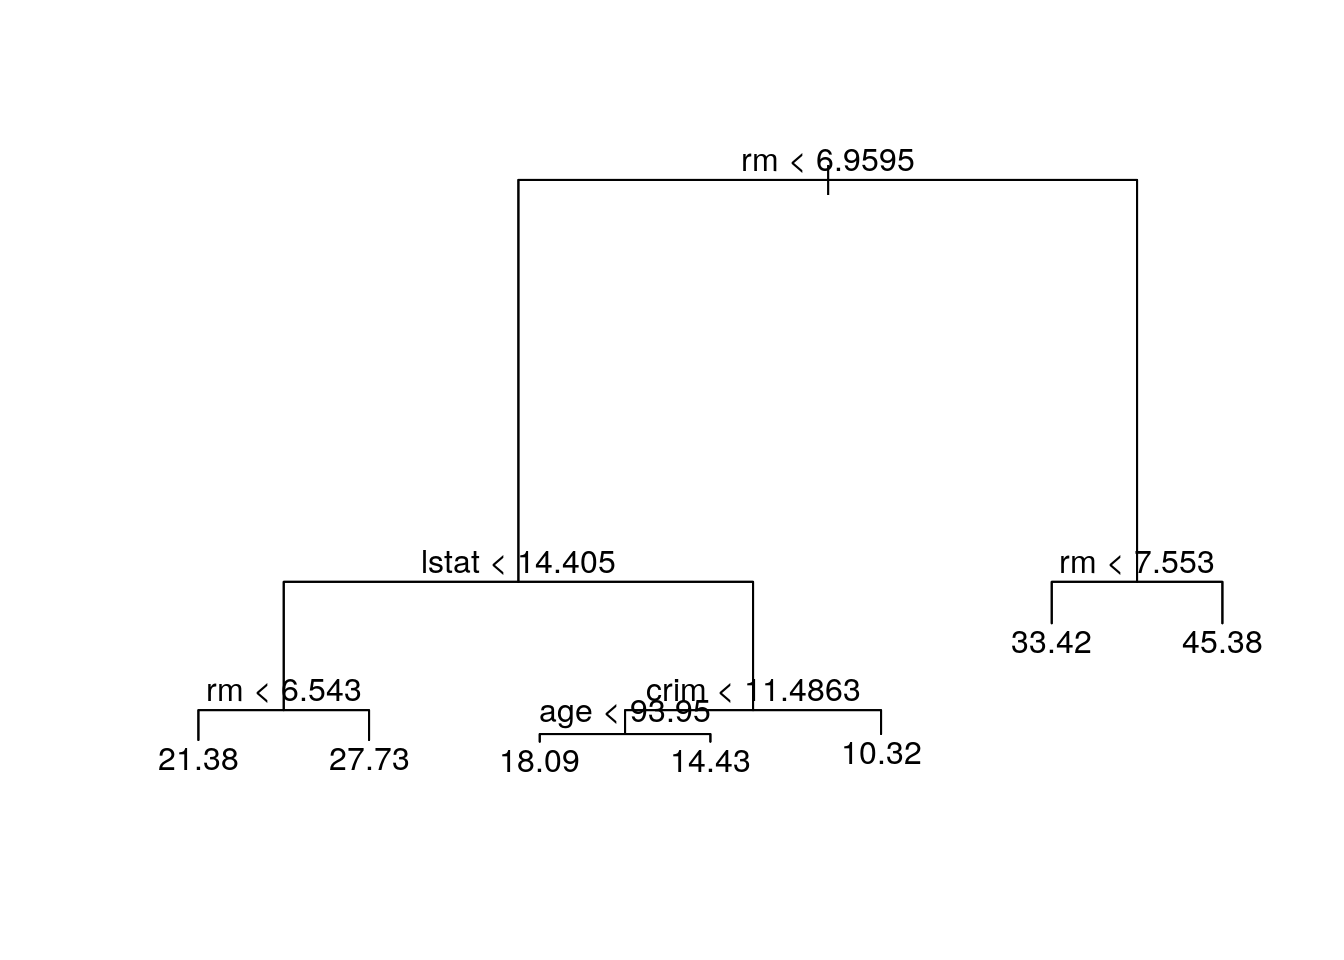 rm < 6.9595
lstat < 14.405
rm < 7.553
33.42
45.38
rm < 6.543
crim < 11.4863
age < 93.95
21.38
27.73
18.09
14.43
10.32